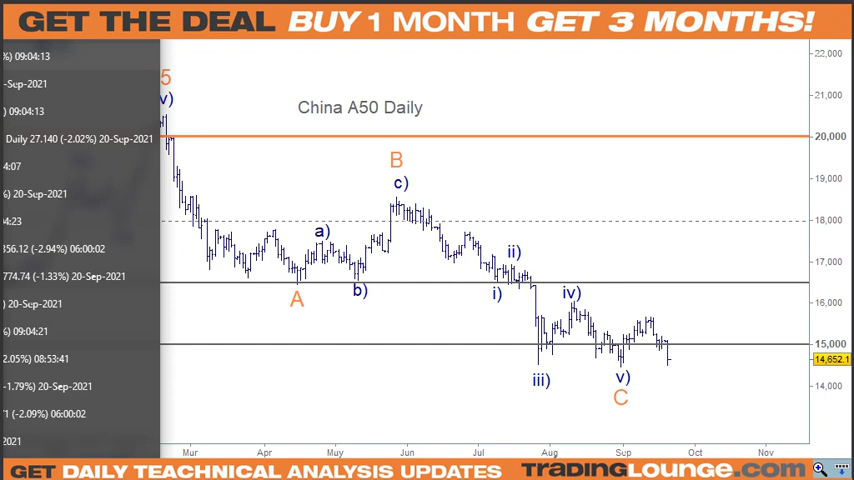 GET THE DEAL BUY 1 MONTH GET 3 MONTHS!
%) 09:04:13
-Sep-2021
) 09:04:13
Daily 27.140 (-2.02%) 20-Sep-2021
4:07
%) 20-Sep-2021
4:23
356.12 (-2.94%) 06:00:02
774.74 (-1.33%) 20-Sep-2021
) 20-Sep-2021
09:04:21
2.05%) 08:53:41
-1.79%) 20-Sep-2021
1 (-2.09%) 06:00:02
2021
China A50 Daily
5
v)
B
c)
a)
A
b)
ii)
i)
iv)
iii)
v)
C
22,000
21,000
20,000
19,000
18,000
17,000
16,000
15,000
14,652.1
14,000
Mar Apr May Jun Jul Aug Sep Oct Nov
GET DAILY TEACHNICAL ANALYSIS UPDATES TRADINGLOUNGE.com